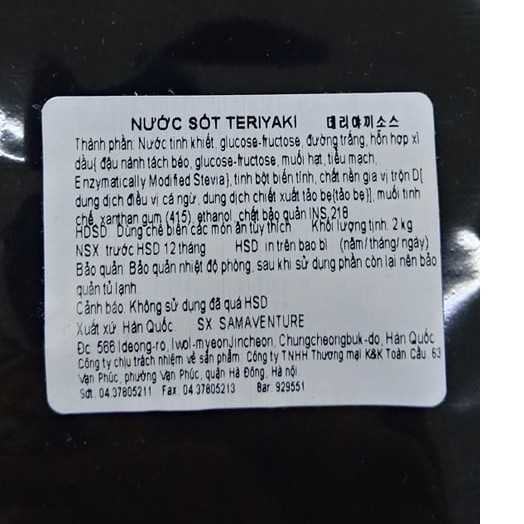 NƯỚC SỐT TERIYAKI 데리야끼소스
Thành phần: Nước tinh khiết, glucose-fructose, đường trắng, hỗn hợp xì
dầu{ đậu nành tách béo, glucose-fructose, muối hạt, tiểu mạch,
Enzymatically Modified Stevia}, tinh bột biến tính, chất nền gia vị trộn D[
dung dịch điều vị cá ngừ, dung dịch chiết xuất tảo bẹ{tảo bẹ}], muối tinh
chế, xanthan gum (415), ethanol, chất bảo quản INS 218
HDSD Dùng chế biến các món ăn tùy thích Khối lượng tịnh. 2 kg
NSX trước HSD 12 tháng HSD in trên bao bì (năm/tháng/ngày)
Bảo quản. Bảo quản nhiệt độ phòng, sau khi sử dụng phần còn lại nên bảo
quản tủ lạnh
Cảnh báo. Không sử dụng đã quá HSD
Xuất xứ Hàn Quốc SX SAMAVENTURE
Đc. 586 Ideong-ro, Iwol-myeonJincheon, Chungcheongbuk-do, Hàn Quốc
Công ty chịu trách nhiệm về sản phẩm. Công ty TNHH Thương mại K&K Toàn Cầu. 63
Vạn Phúc, phường Vạn Phúc, quận Hà Đông, Hà nội
Sđt. 04.37805211 Fax. 04.37805213 Bar. 929551